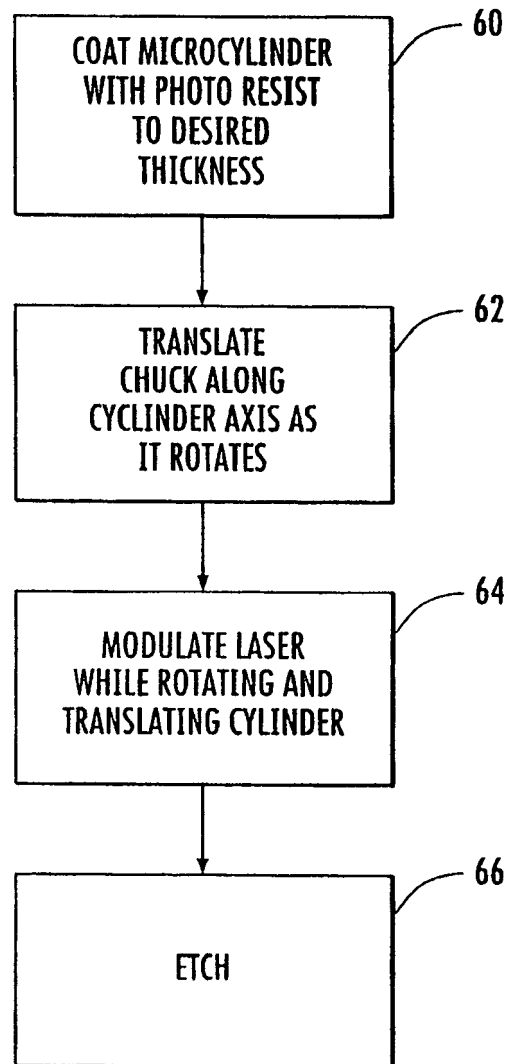 60
COAT MICROCYLINDER
WITH PHOTO RESIST
TO DESIRED
THICKNESS
62
TRANSLATE
CHUCK ALONG
CYCLINDER AXIS AS
IT ROTATES
64
MODULATE LASER
WHILE ROTATING AND
TRANSLATING CYLINDER
66
ETCH